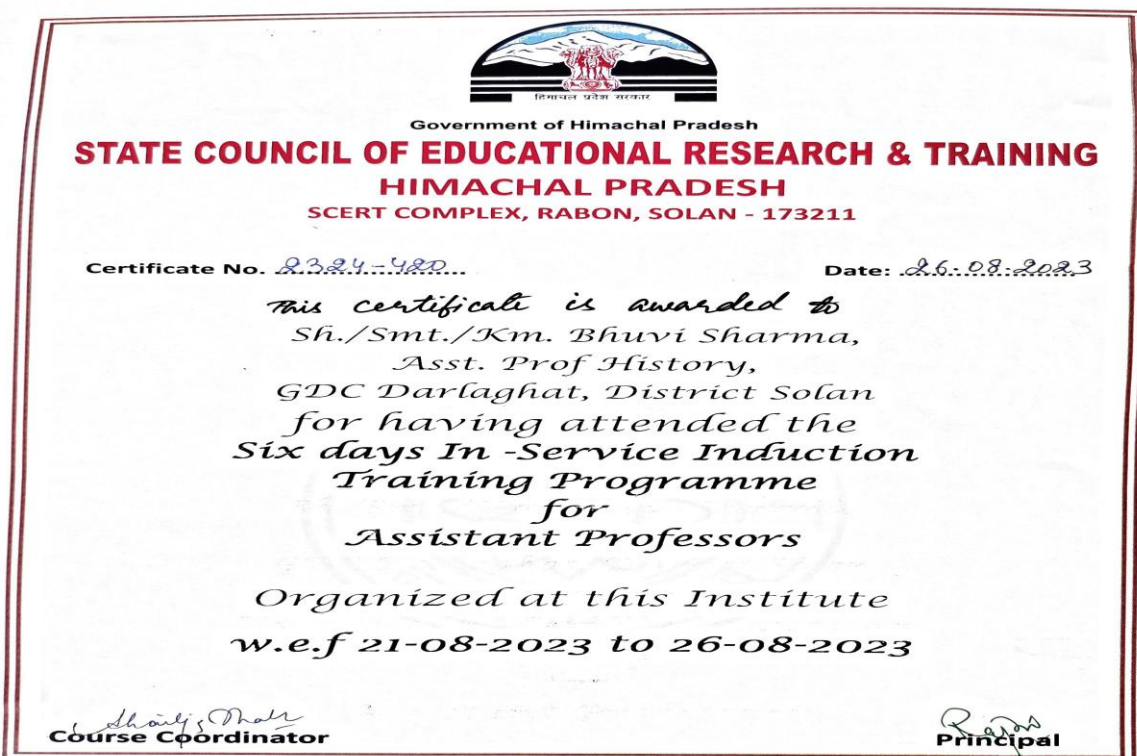 हिमाचल प्रदेश सरकार
Government of Himachal Pradesh
STATE COUNCIL OF EDUCATIONAL RESEARCH & TRAINING
HIMACHAL PRADESH
SCERT COMPLEX, RABON, SOLAN - 173211
Certificate No. 2324-420 Date: 26.08.2023
This certificate is awarded to
Sh./Smt./Km. Bhuvi Sharma,
Asst. Prof History,
GDC Darlaghat, District Solan
for having attended the
Six days In -Service Induction
Training Programme
for
Assistant Professors
Organized at this Institute
w.e.f 21-08-2023 to 26-08-2023
Course Coordinator Principal